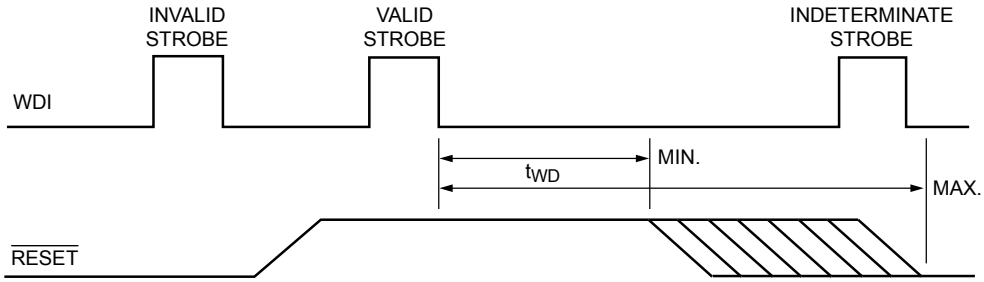 INVALID
STROBE
VALID
STROBE
INDETERMINATE
STROBE
WDI
MIN.
tWD
MAX.
RESET